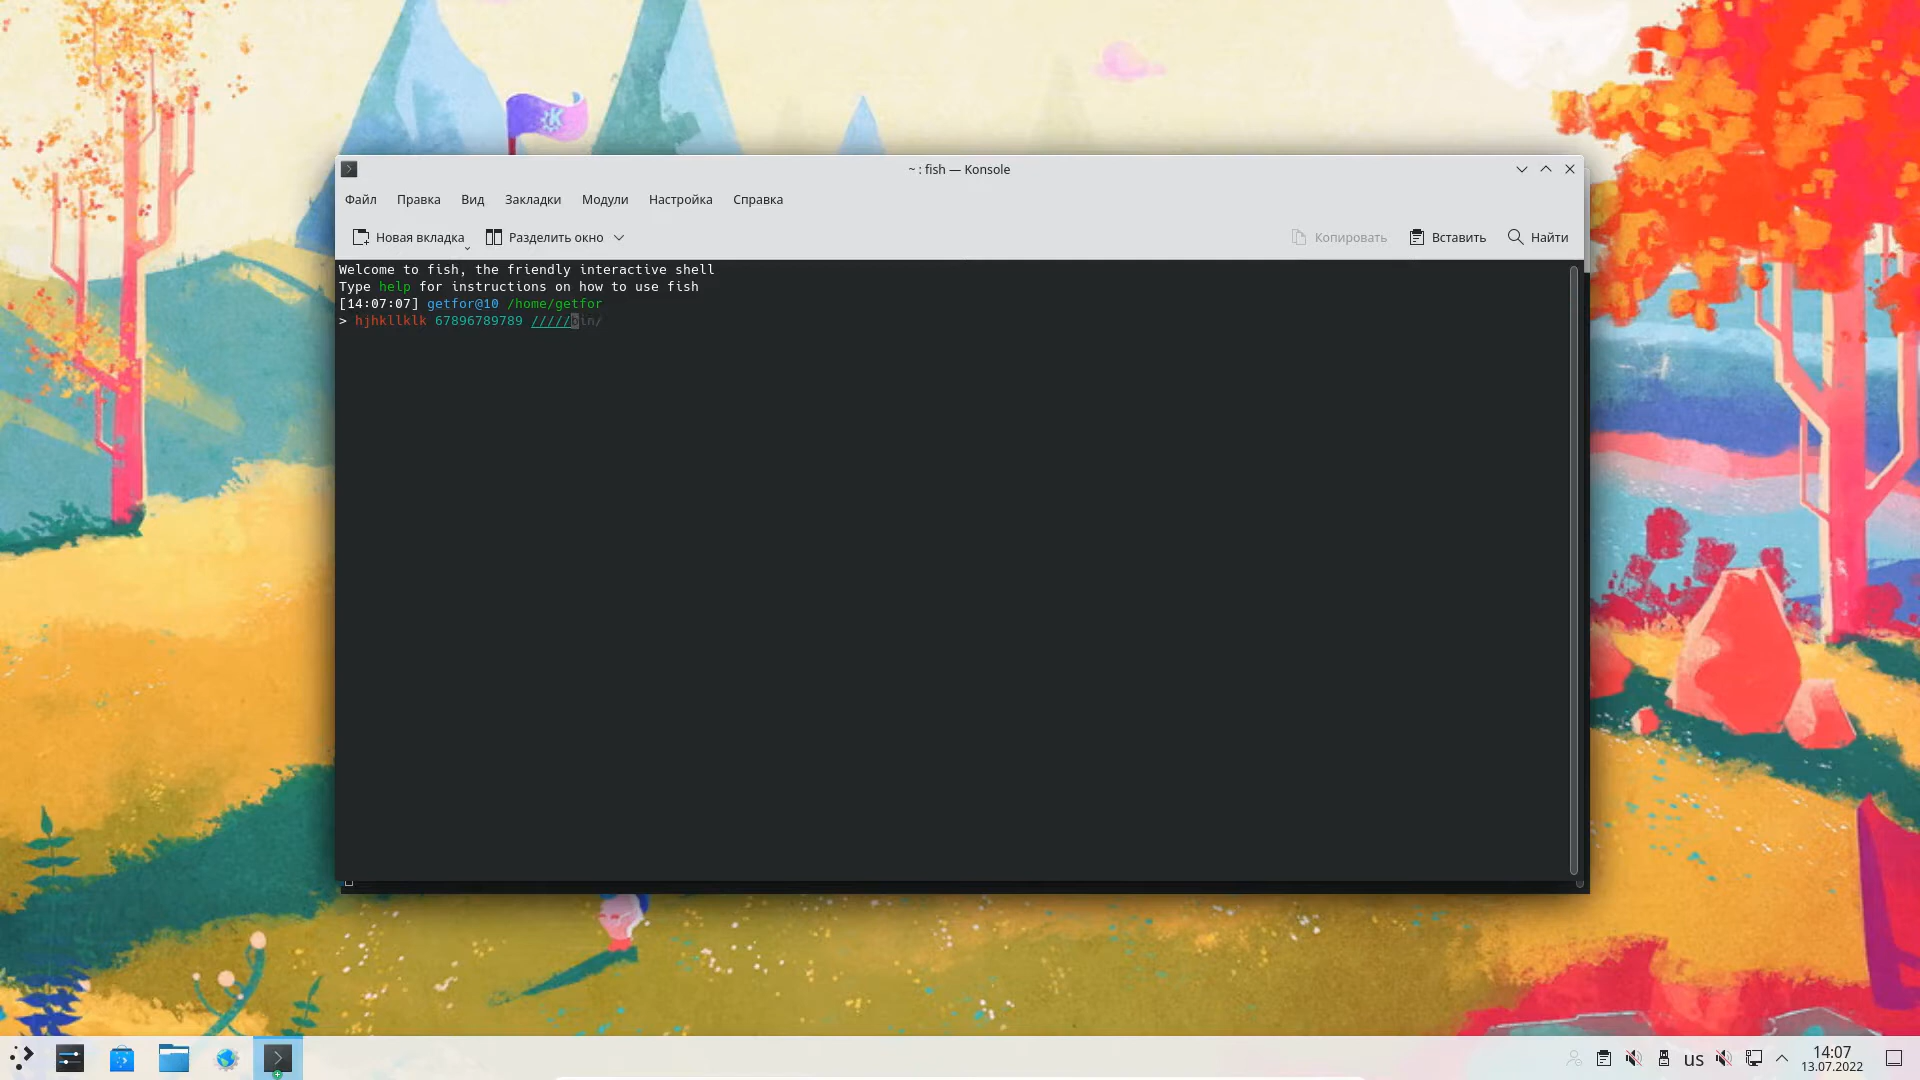 ~ : fish — Konsole
Файл Правка Вид Закладки Модули Настройка Справка
Новая вкладка Разделить окно Копировать Вставить Найти
Welcome to fish, the friendly interactive shell
Type help for instructions on how to use fish
[14:07:07] getfor@10 /home/getfor
> hjhkllklk 67896789789 /////bin/
us 14:07
13.07.2022